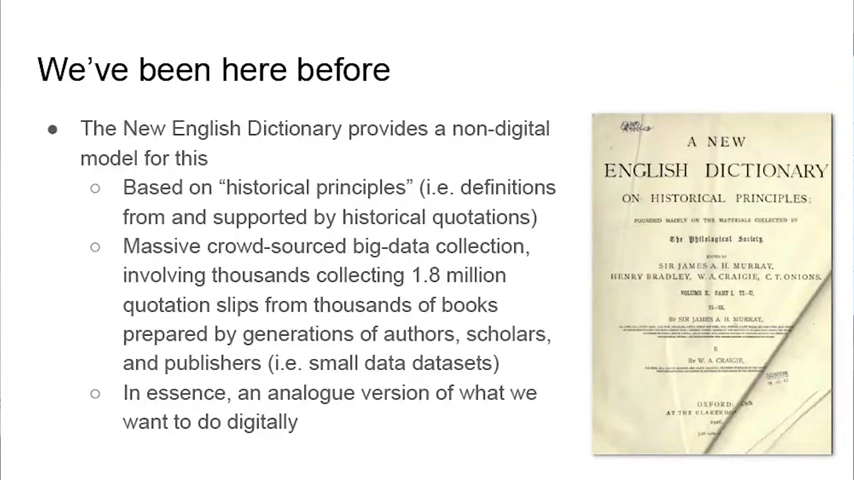 We've been here before
● The New English Dictionary provides a non-digital
model for this
○ Based on “historical principles” (i.e. definitions
from and supported by historical quotations)
○ Massive crowd-sourced big-data collection,
involving thousands collecting 1.8 million
quotation slips from thousands of books
prepared by generations of authors, scholars,
and publishers (i.e. small data datasets)
○ In essence, an analogue version of what we
want to do digitally
A NEW
ENGLISH DICTIONARY
ON HISTORICAL PRINCIPLES;
FOUNDED MAINLY ON THE MATERIALS COLLECTED BY
The Philological Society.
EDITED BY
SIR JAMES A. H. MURRAY,
HENRY BRADLEY, W. A. CRAIGIE, C. T. ONIONS.
VOLUME X. PART I.
BY SIR JAMES A. H. MURRAY,
BY W. A. CRAIGIE,
OXFORD:
AT THE